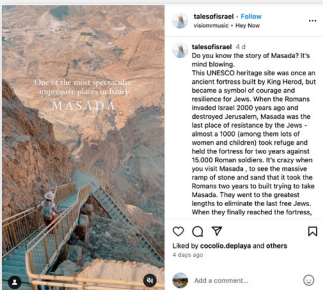 One of the most spectacular,
impressive places in Israel
MASADA
talesofisrael • Follow
visionvmusic • Hey Now
talesofisrael 4 d
Do you know the story of Masada? It's
mind blowing.
This UNESCO heritage site was once an
ancient fortress built by King Herod, but
became a symbol of courage and
resilience for Jews. When the Romans
invaded Israel 2000 years ago and
destroyed Jerusalem, Masada was the
last place of resistance by the Jews -
almost a 1000 (among them lots of
women and children) took refuge and
held the fortress for two years against
15.000 Roman soldiers. It's crazy when
you visit Masada , to see the massive
ramp of stone and sand that it took the
Romans two years to built trying to take
Masada. They went to the greatest
lengths to eliminate the last free Jews.
When they finally reached the fortress,
Liked by cocolio.deplaya and others
4 days ago
Add a comment...